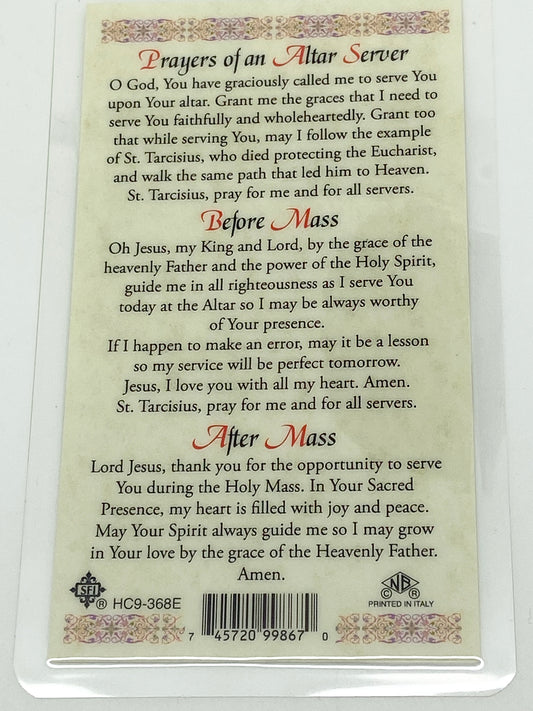 Prayers of an Altar Server
O God, You have graciously called me to serve You
upon Your altar. Grant me the graces that I need to
serve You faithfully and wholeheartedly. Grant too
that while serving You, may I follow the example
of St. Tarcisius, who died protecting the Eucharist,
and walk the same path that led him to Heaven.
St. Tarcisius, pray for me and for all servers.
Before Mass
Oh Jesus, my King and Lord, by the grace of the
heavenly Father and the power of the Holy Spirit,
guide me in all righteousness as I serve You
today at the Altar so I may be always worthy
of Your presence.
If I happen to make an error, may it be a lesson
so my service will be perfect tomorrow.
Jesus, I love you with all my heart. Amen.
St. Tarcisius, pray for me and for all servers.
After Mass
Lord Jesus, thank you for the opportunity to serve
You during the Holy Mass. In Your Sacred
Presence, my heart is filled with joy and peace.
May Your Spirit always guide me so I may grow
in Your love by the grace of the Heavenly Father.
Amen.
SFI ® HC9-368E
NB C R
PRINTED IN ITALY
7 45720 99867 0